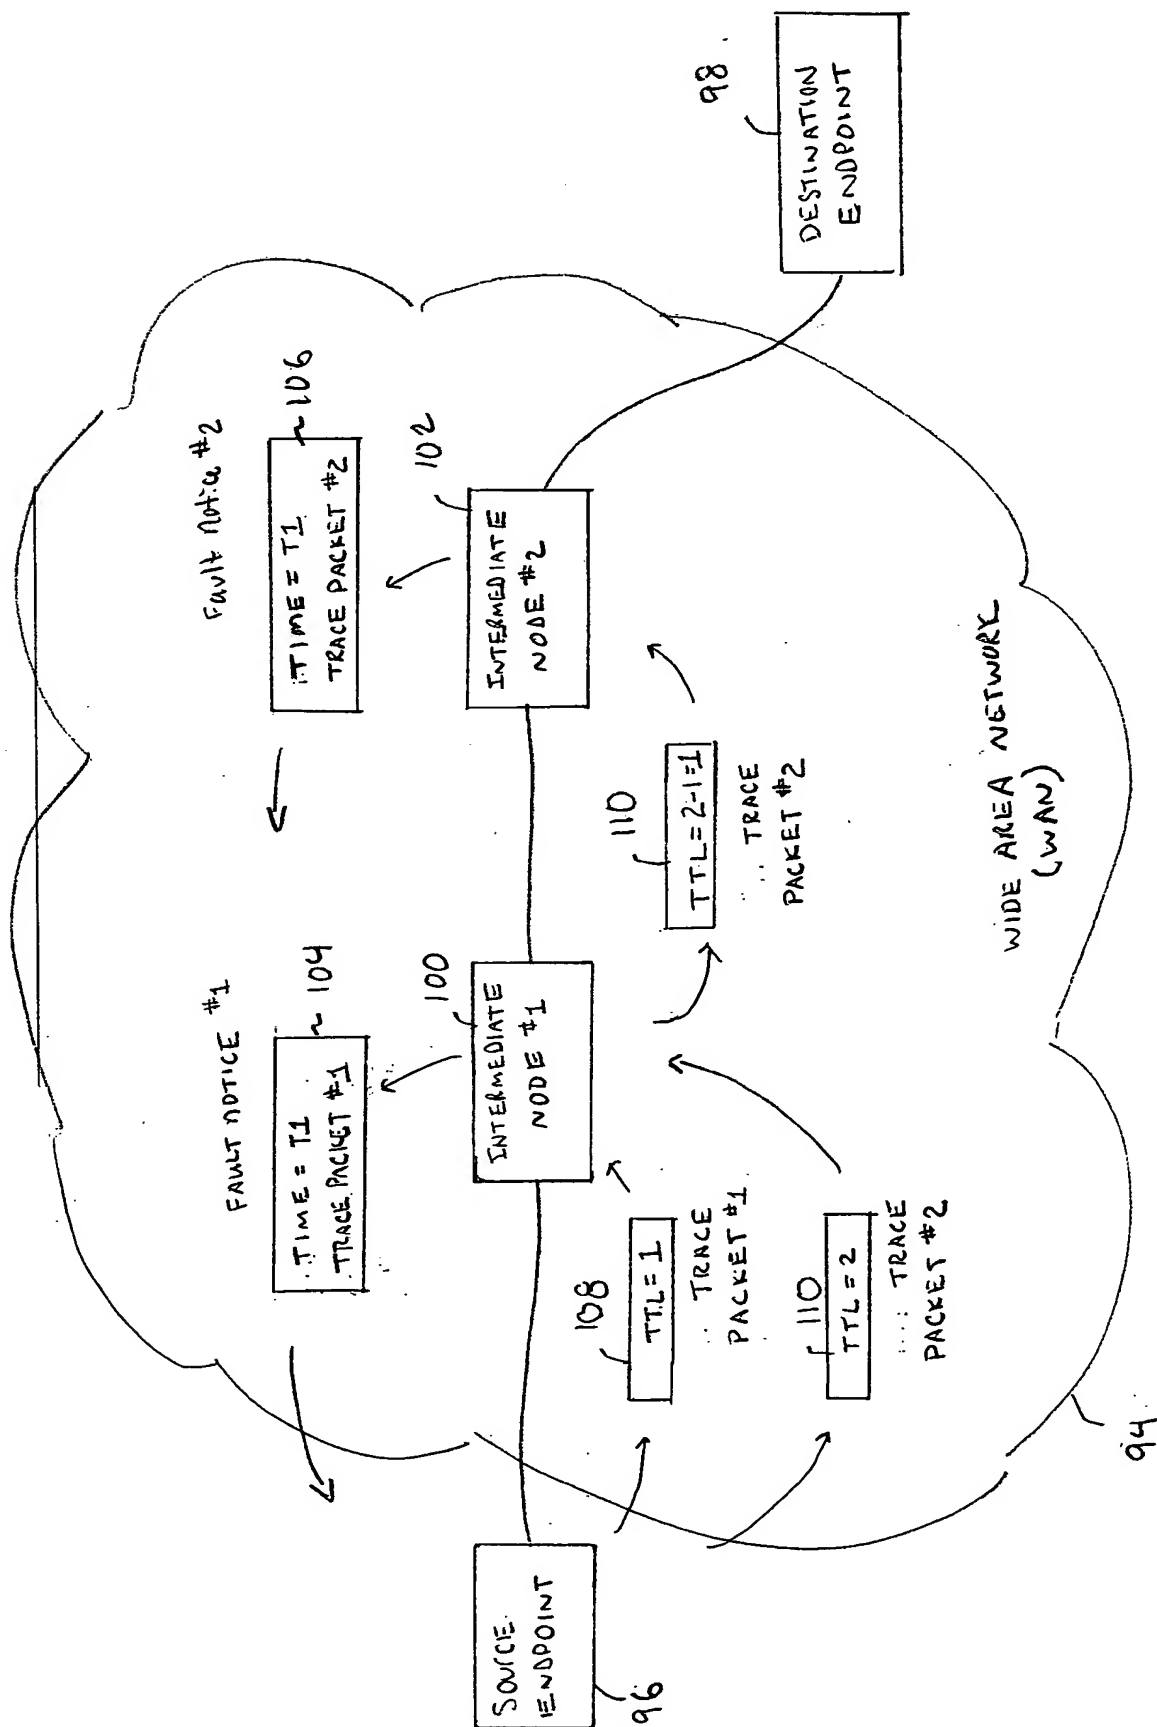 Fault Notice #2
TIME = T1
TRACE PACKET #2
106
FAULT NOTICE #1
TIME = T1
TRACE PACKET #1
104
SOURCE
ENDPOINT
96
INTERMEDIATE
NODE #1
100
INTERMEDIATE
NODE #2
102
DESTINATION
ENDPOINT
98
108
TTL = 1
... TRACE
PACKET #1
110
TTL = 2
.... TRACE
PACKET #2
110
TTL = 2-1=1
... TRACE
PACKET #2
WIDE AREA NETWORK
(WAN)
94